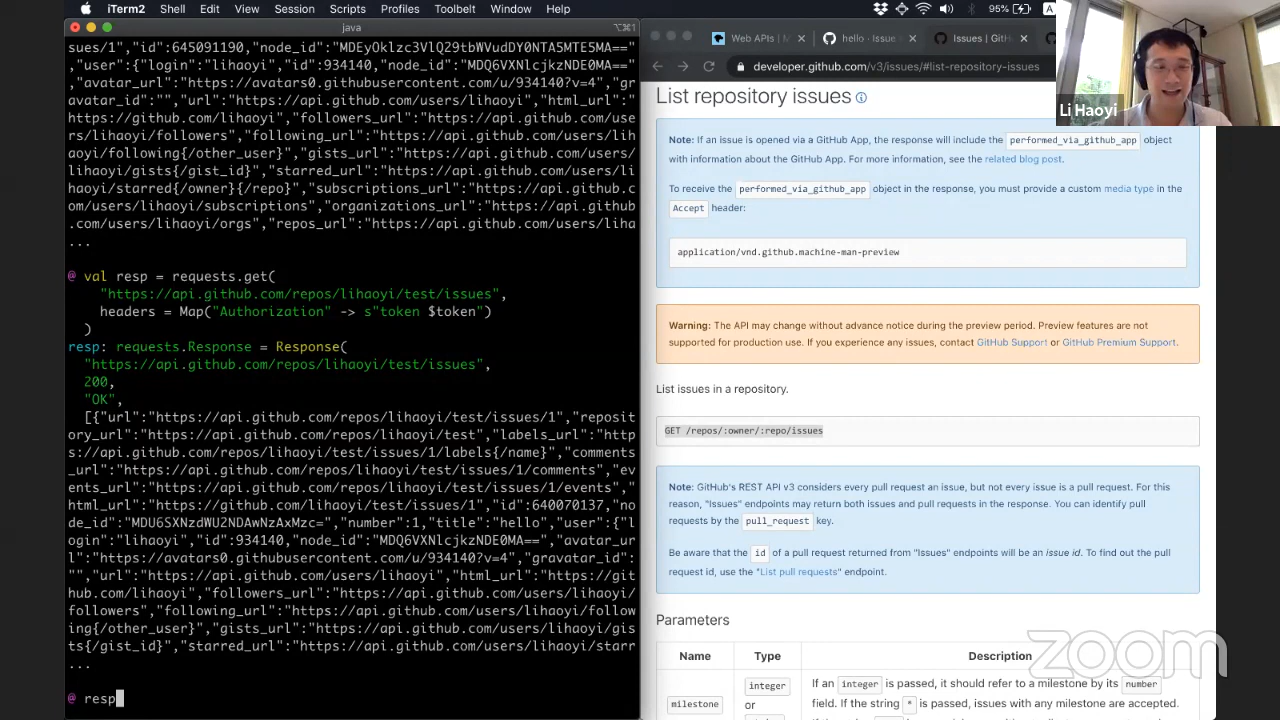 iTerm2 Shell Edit View Session Scripts Profiles Toolbelt Window Help
95%
A
java
⌥⌘1
sues/1","id":645091190,"node_id":"MDEyOklzc3VlQ29tbWVudDY0NTA5MTE5MA=="
,"user":{"login":"lihaoyi","id":934140,"node_id":"MDQ6VXNlcjkzNDE0MA=="
,"avatar_url":"https://avatars0.githubusercontent.com/u/934140?v=4","gr
avatar_id":"","url":"https://api.github.com/users/lihaoyi","html_url":"
https://github.com/lihaoyi","followers_url":"https://api.github.com/use
rs/lihaoyi/followers","following_url":"https://api.github.com/users/lih
aoyi/following{/other_user}","gists_url":"https://api.github.com/users/
lihaoyi/gists{/gist_id}","starred_url":"https://api.github.com/users/li
haoyi/starred{/owner}{/repo}","subscriptions_url":"https://api.github.c
om/users/lihaoyi/subscriptions","organizations_url":"https://api.github
.com/users/lihaoyi/orgs","repos_url":"https://api.github.com/users/liha
...
@ val resp = requests.get(
"https://api.github.com/repos/lihaoyi/test/issues",
headers = Map("Authorization" -> s"token $token")
)
resp: requests.Response = Response(
"https://api.github.com/repos/lihaoyi/test/issues",
200,
"OK",
[{"url":"https://api.github.com/repos/lihaoyi/test/issues/1","reposit
ory_url":"https://api.github.com/repos/lihaoyi/test","labels_url":"http
s://api.github.com/repos/lihaoyi/test/issues/1/labels{/name}","comments
_url":"https://api.github.com/repos/lihaoyi/test/issues/1/comments","ev
ents_url":"https://api.github.com/repos/lihaoyi/test/issues/1/events","
html_url":"https://github.com/lihaoyi/test/issues/1","id":640070137,"no
de_id":"MDU6SXNzdWU2NDAwNzAxMzc=","number":1,"title":"hello","user":{"l
ogin":"lihaoyi","id":934140,"node_id":"MDQ6VXNlcjkzNDE0MA==","avatar_ur
l":"https://avatars0.githubusercontent.com/u/934140?v=4","gravatar_id":
"","url":"https://api.github.com/users/lihaoyi","html_url":"https://git
hub.com/lihaoyi","followers_url":"https://api.github.com/users/lihaoyi/
followers","following_url":"https://api.github.com/users/lihaoyi/follow
ing{/other_user}","gists_url":"https://api.github.com/users/lihaoyi/gis
ts{/gist_id}","starred_url":"https://api.github.com/users/lihaoyi/starr
...
@ resp
Web APIs | M
hello · Issue
Issues | GitH
developer.github.com/v3/issues/#list-repository-issues
Li Haoyi
List repository issues
Note: If an issue is opened via a GitHub App, the response will include the performed_via_github_app object
with information about the GitHub App. For more information, see the related blog post.
To receive the performed_via_github_app object in the response, you must provide a custom media type in the
Accept header:
application/vnd.github.machine-man-preview
Warning: The API may change without advance notice during the preview period. Preview features are not
supported for production use. If you experience any issues, contact GitHub Support or GitHub Premium Support.
List issues in a repository.
GET /repos/:owner/:repo/issues
Note: GitHub's REST API v3 considers every pull request an issue, but not every issue is a pull request. For this
reason, "Issues" endpoints may return both issues and pull requests in the response. You can identify pull
requests by the pull_request key.
Be aware that the id of a pull request returned from "Issues" endpoints will be an issue id. To find out the pull
request id, use the "List pull requests" endpoint.
Parameters
Name Type Description
milestone
integer
or
If an integer is passed, it should refer to a milestone by its number
field. If the string * is passed, issues with any milestone are accepted.
zoom